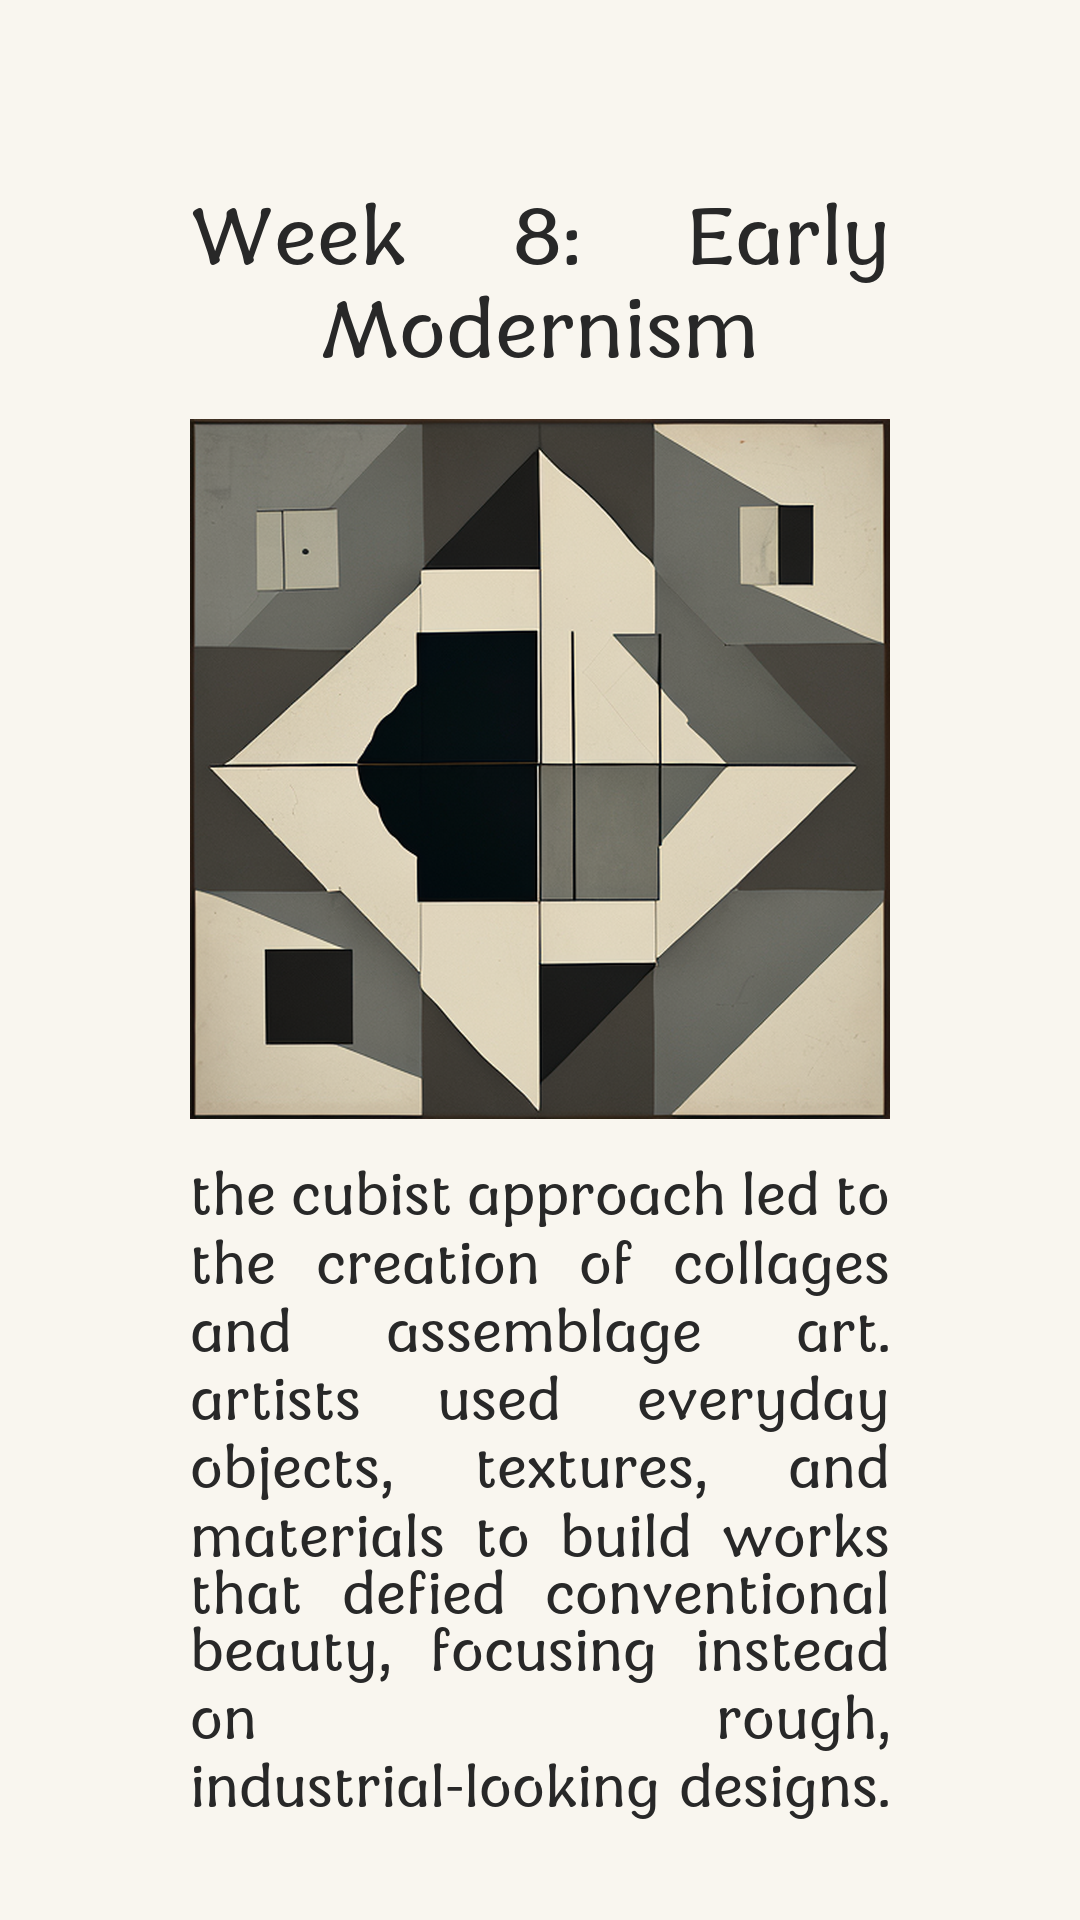 Week 8: Early
Modernism
the cubist approach led to
the creation of collages
and assemblage art.
artists used everyday
objects, textures, and
materials to build works
that defied conventional
beauty, focusing instead
on rough,
industrial-looking designs.